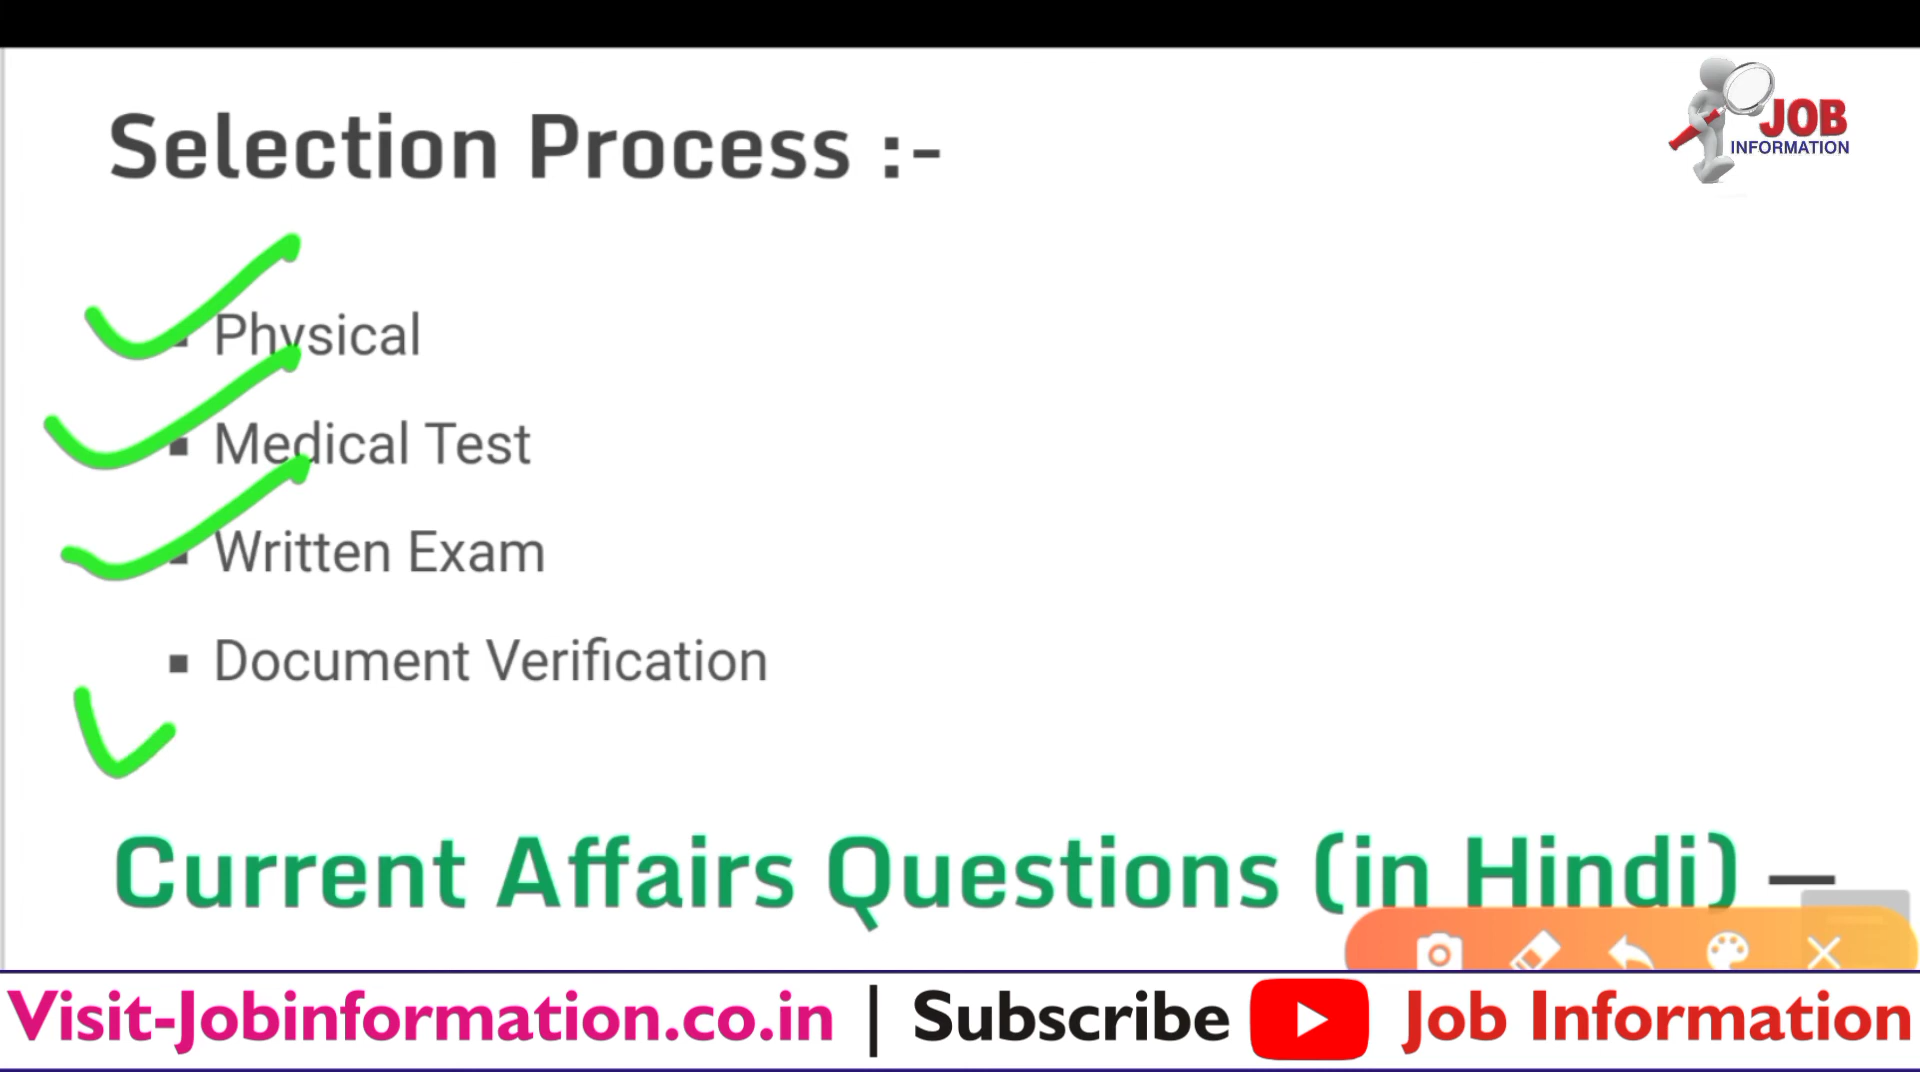 JOB
INFORMATION
Selection Process :-
Physical
Medical Test
Written Exam
Document Verification
Current Affairs Questions (in Hindi) —
Visit-Jobinformation.co.in | Subscribe Job Information